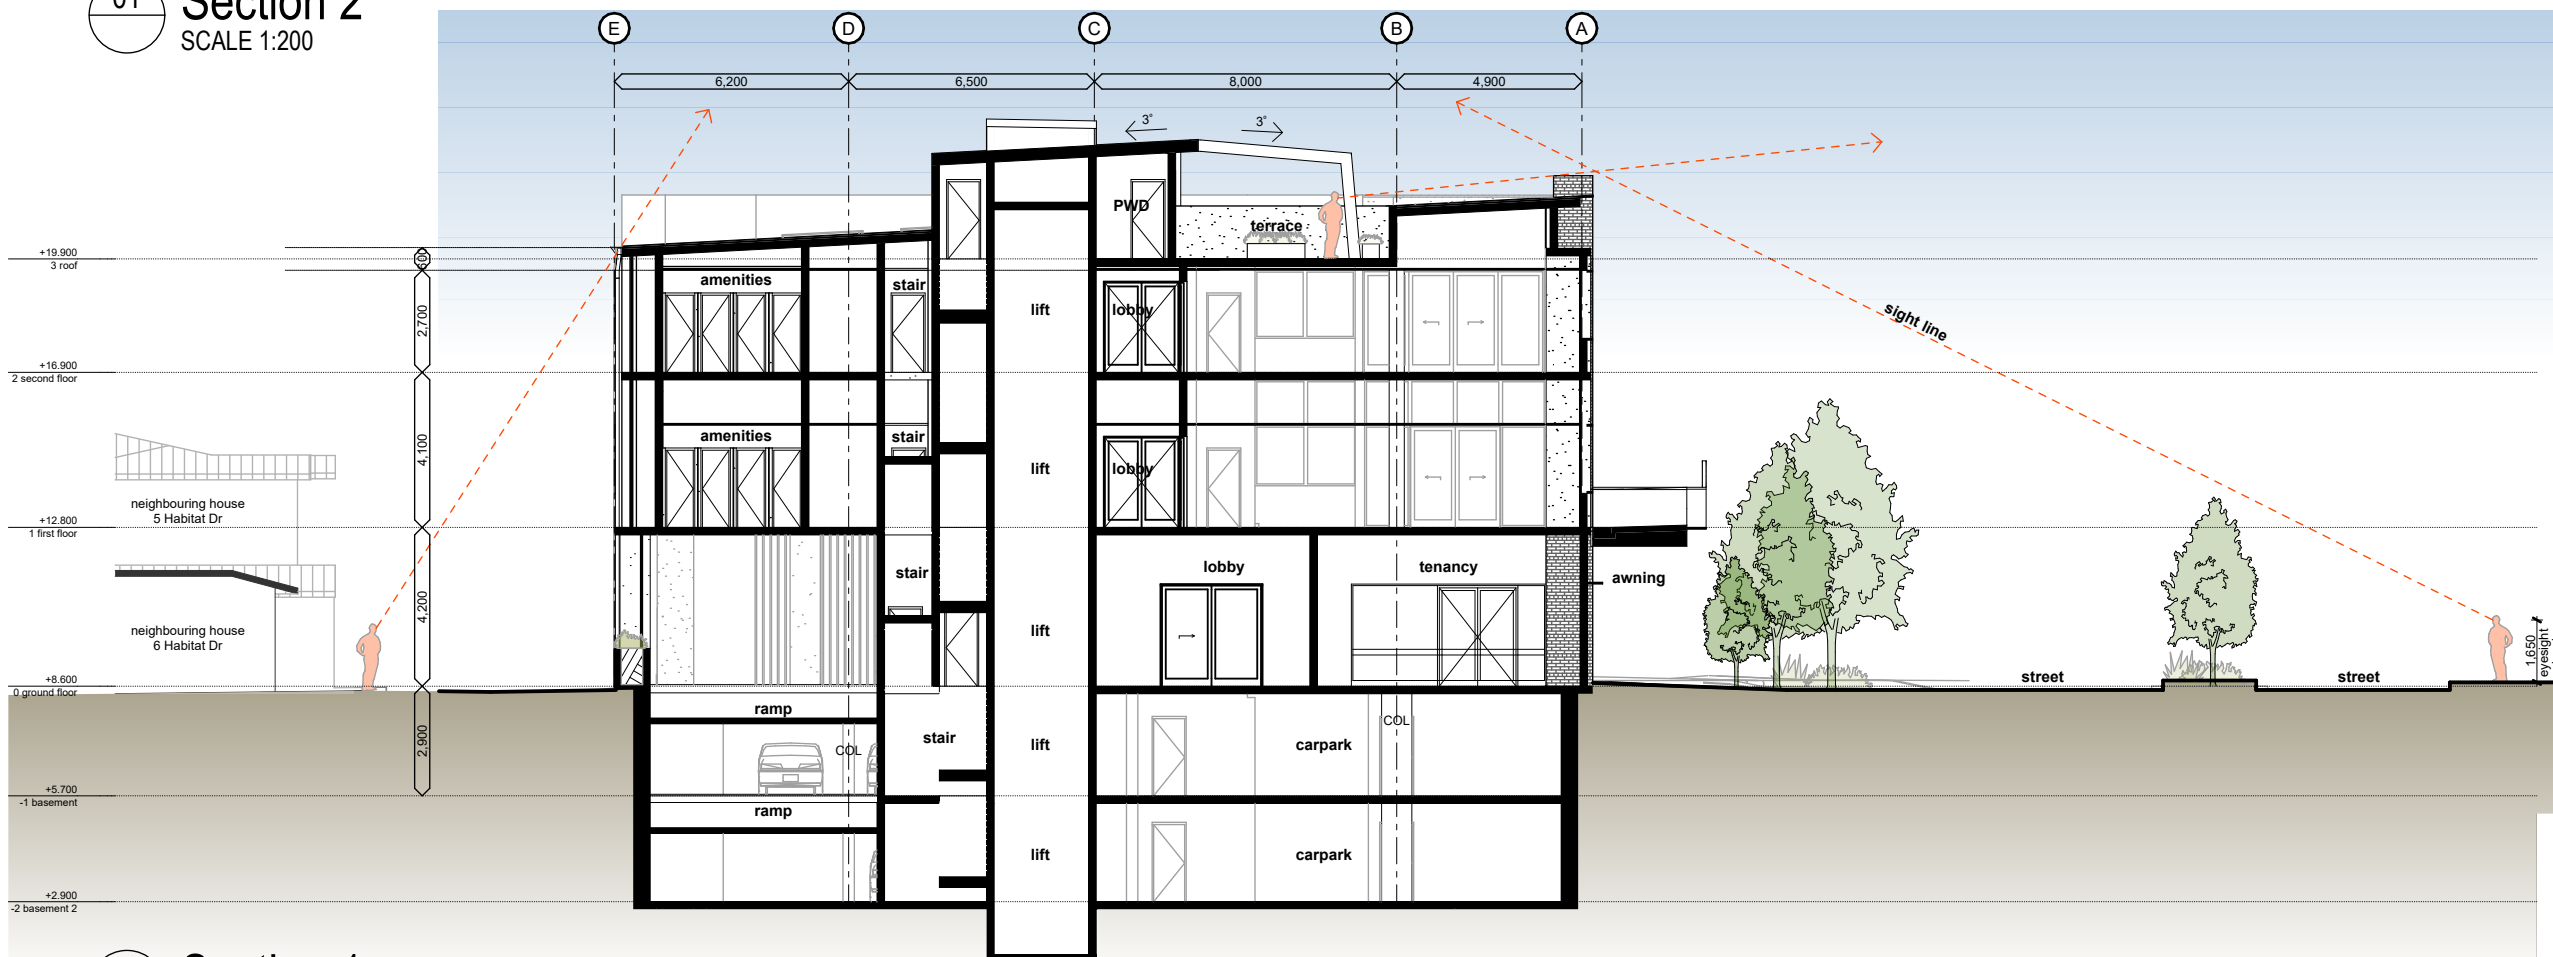 01
Section 2
SCALE 1:200
E
D
C
B
A
6,200
6,500
8,000
4,900
3°
3°
PWD
terrace
+19.900
3 roof
600
amenities
stair
lift
lobby
2,700
sight line
+16.900
2 second floor
amenities
stair
lift
lobby
4,100
neighbouring house
5 Habitat Dr
+12.800
1 first floor
stair
lobby
tenancy
awning
4,200
neighbouring house
6 Habitat Dr
lift
1,650
eyesight
+8.600
0 ground floor
street
street
ramp
stair
lift
carpark
COL
COL
2,900
+5.700
-1 basement
ramp
lift
carpark
+2.900
-2 basement 2